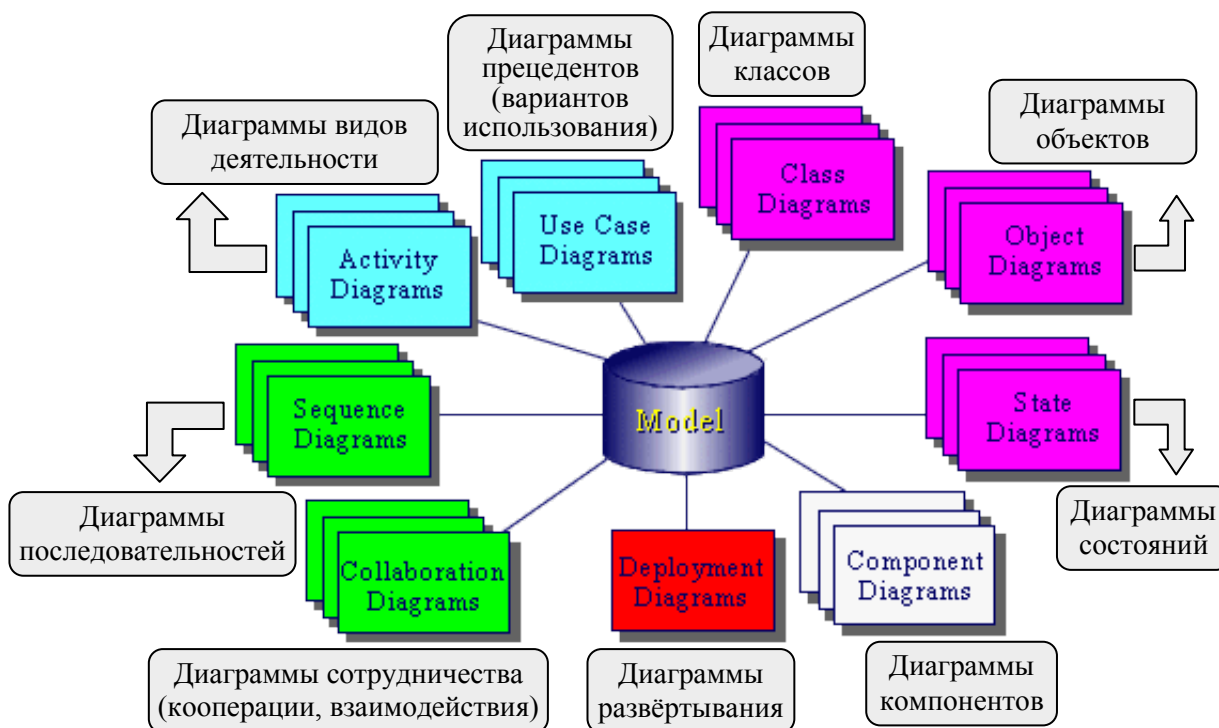 Диаграммы
прецедентов
(вариантов
использования)
Диаграммы
классов
Диаграммы видов
деятельности
Диаграммы
объектов
Activity
Diagrams
Use Case
Diagrams
Class
Diagrams
Object
Diagrams
Sequence
Diagrams
Model
State
Diagrams
Диаграммы
последовательностей
Диаграммы
состояний
Collaboration
Diagrams
Deployment
Diagrams
Component
Diagrams
Диаграммы сотрудничества
(кооперации, взаимодействия)
Диаграммы
развёртывания
Диаграммы
компонентов